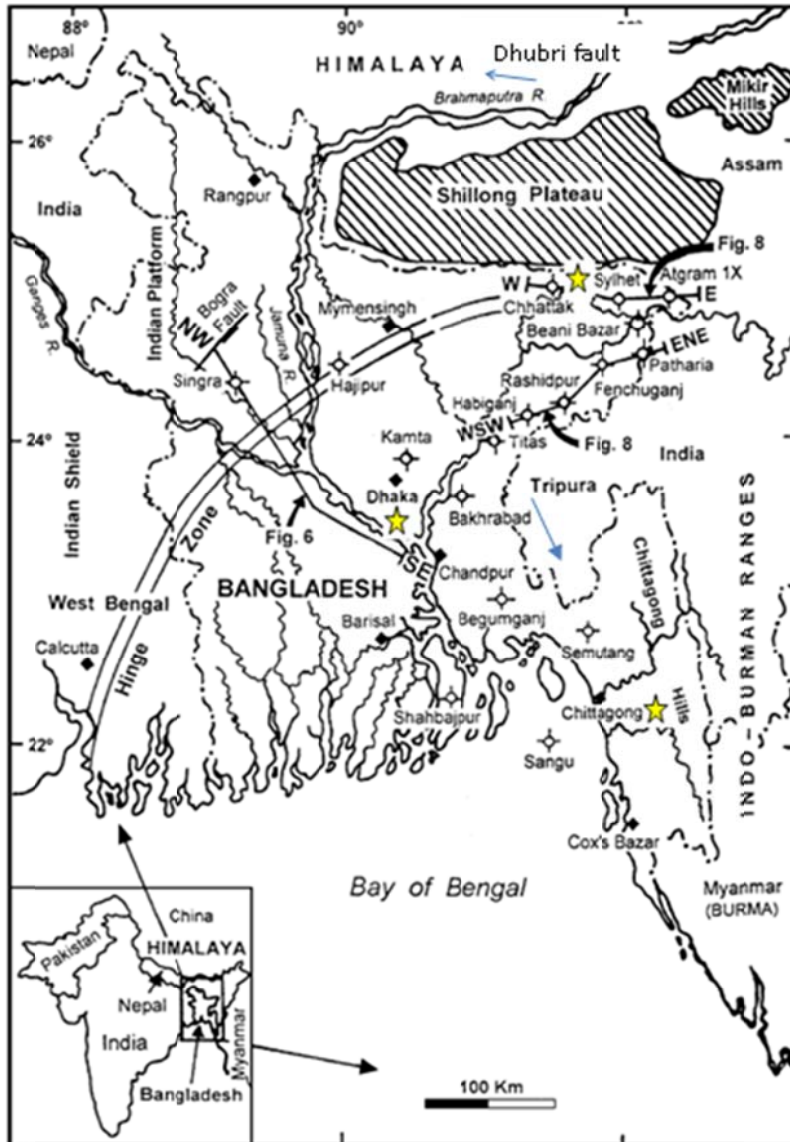 88°
90°
Nepal
HIMALAYA
Dhubri fault
Brahmaputra R.
Mikir
Hills
26°
Assam
Rangpur
Shillong Plateau
India
Indian Platform
Ganges R.
Fig. 8
W
Sylhet
Atgram 1X
E
Bogra
Fault
NW
Jamuna R.
Mymensingh
Chhattak
Beani Bazar
ENE
Patharia
Singra
Hajipur
Rashidpur
Fenchuganj
Habiganj
WSW
24°
Kamta
Titas
Fig. 8
India
Indian Shield
Dhaka
Tripura
Bakhrabad
Zone
Fig. 6
SE
Chittagong
INDO-BURMAN RANGES
BANGLADESH
Chandpur
West Bengal
Barisal
Begumganj
Calcutta
Semutang
Hinge
Shahbajpur
Chittagong
Hills
22°
Sangu
Cox's Bazar
Bay of Bengal
Myanmar
(BURMA)
China
Pakistan
HIMALAYA
Nepal
India
Myanmar
Bangladesh
100 Km